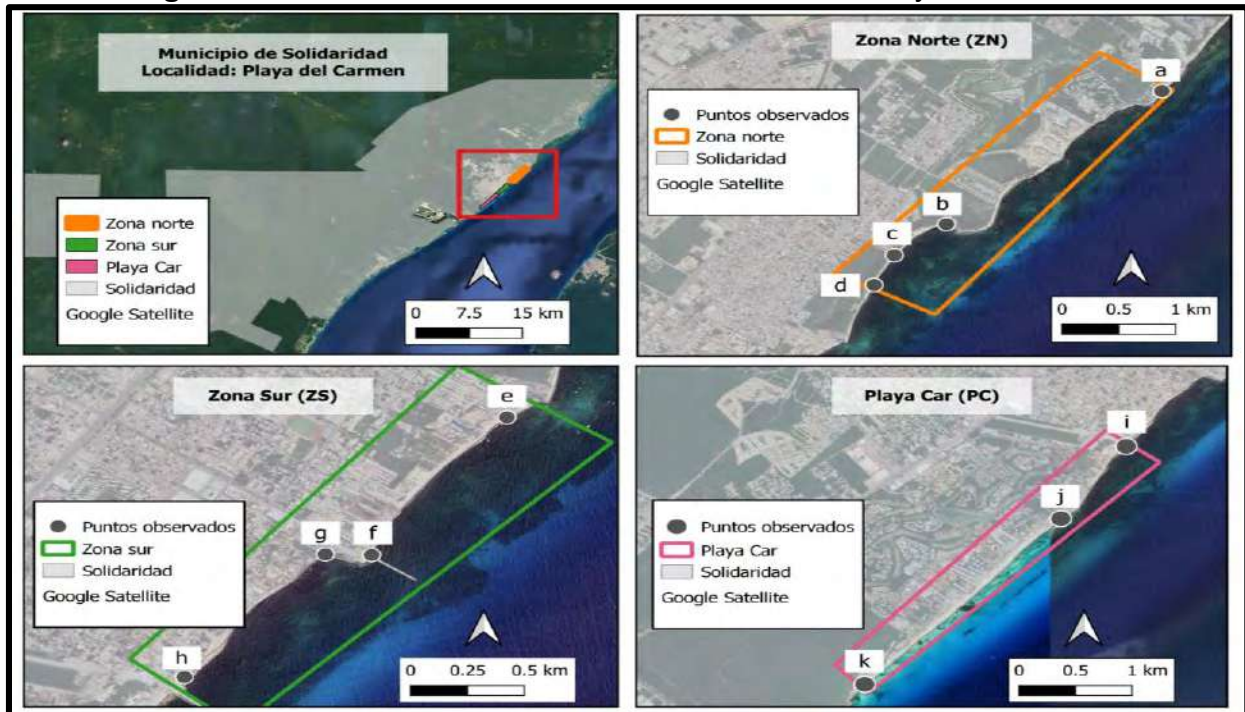 Municipio de Solidaridad
Localidad: Playa del Carmen
Zona norte
Zona sur
Playa Car
Solidaridad
Google Satellite
0 7.5 15 km
Zona Norte (ZN)
a
b
c
d
Puntos observados
Zona norte
Solidaridad
Google Satellite
0 0.5 1 km
Zona Sur (ZS)
e
g f
h
Puntos observados
Zona sur
Solidaridad
Google Satellite
0 0.25 0.5 km
Playa Car (PC)
i
j
k
Puntos observados
Playa Car
Solidaridad
Google Satellite
0 0.5 1 km